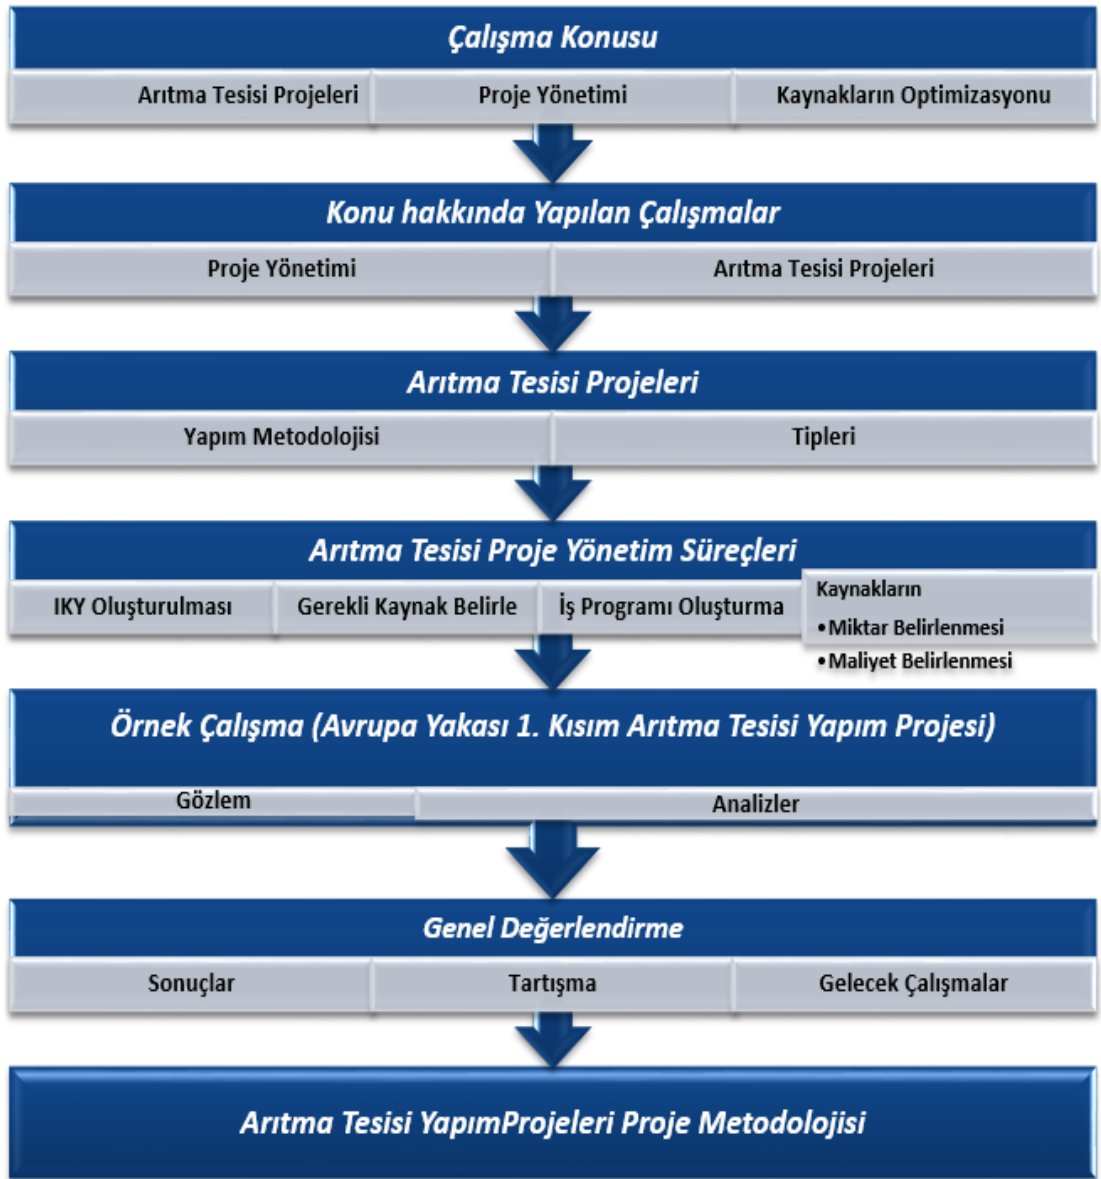 Çalışma Konusu
Arıtma Tesisi Projeleri
Proje Yönetimi
Kaynakların Optimizasyonu
Konu hakkında Yapılan Çalışmalar
Proje Yönetimi
Arıtma Tesisi Projeleri
Arıtma Tesisi Projeleri
Yapım Metodolojisi
Tipleri
Arıtma Tesisi Proje Yönetim Süreçleri
IKY Oluşturulması
Gerekli Kaynak Belirle
İş Programı Oluşturma
Kaynakların
•Miktar Belirlenmesi
•Maliyet Belirlenmesi
Örnek Çalışma (Avrupa Yakası 1. Kısım Arıtma Tesisi Yapım Projesi)
Gözlem
Analizler
Genel Değerlendirme
Sonuçlar
Tartışma
Gelecek Çalışmalar
Arıtma Tesisi YapımProjeleri Proje Metodolojisi